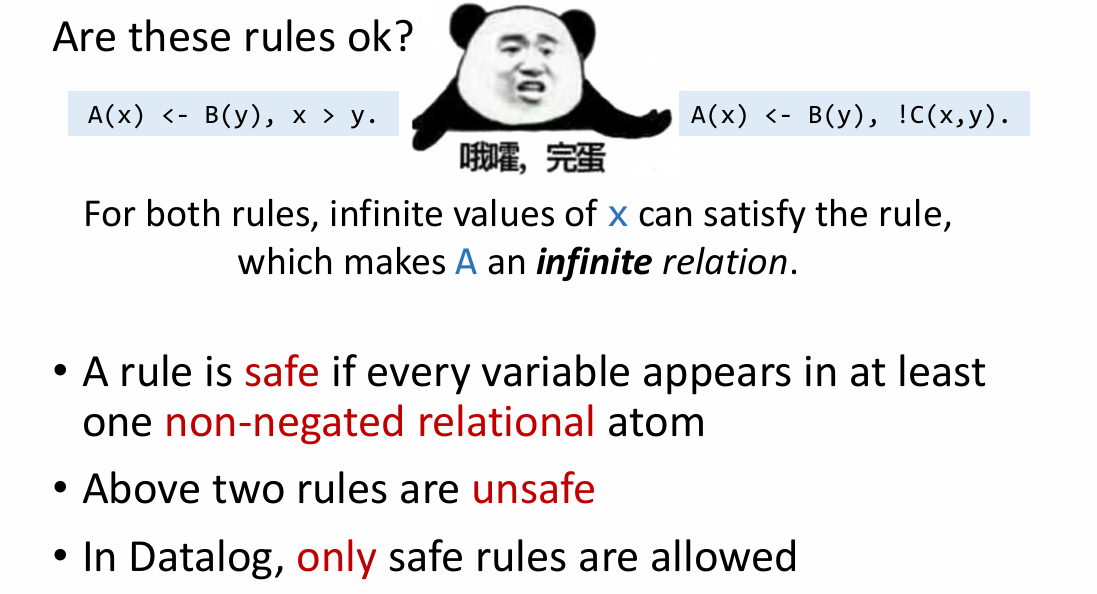 Are these rules ok?
A(x) <- B(y), x > y.
A(x) <- B(y), !C(x,y).
哦嚯，完蛋
For both rules, infinite values of x can satisfy the rule,
which makes A an infinite relation.
• A rule is safe if every variable appears in at least
one non-negated relational atom
• Above two rules are unsafe
• In Datalog, only safe rules are allowed